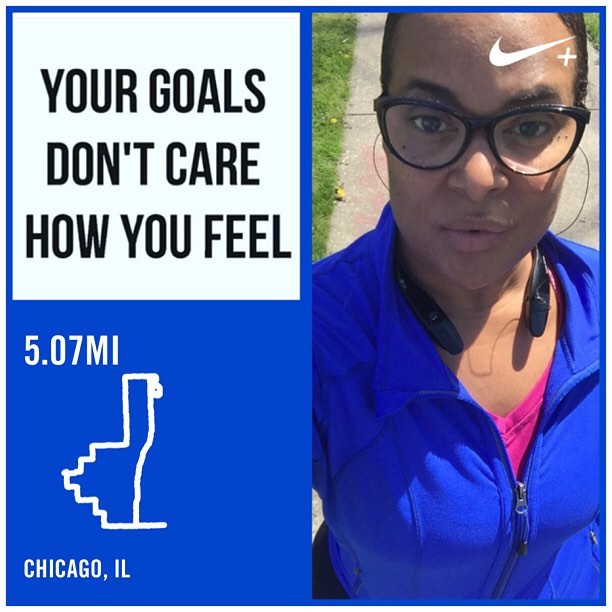 YOUR GOALS
DON'T CARE
HOW YOU FEEL
5.07MI
CHICAGO, IL